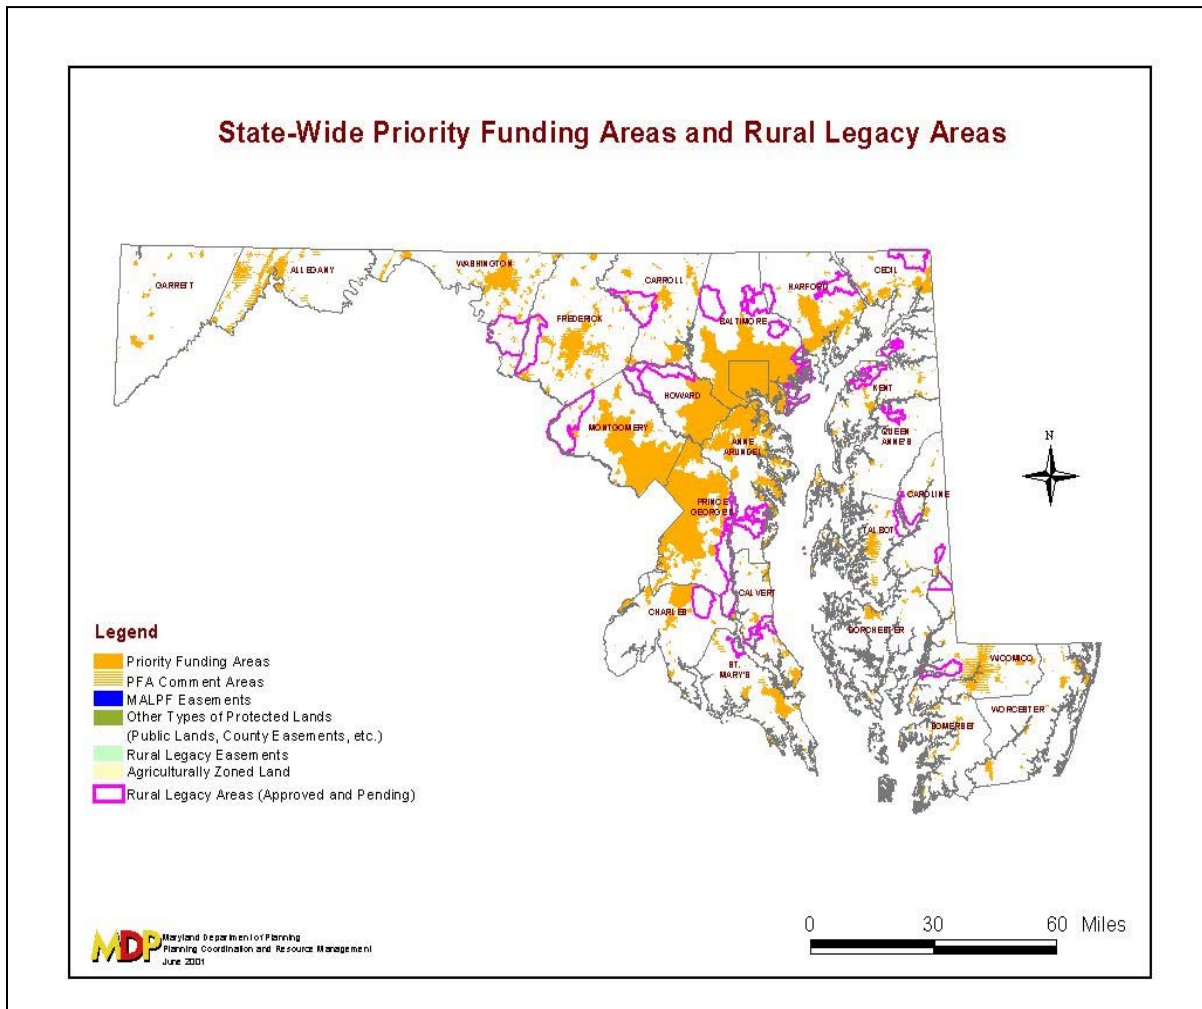 State-Wide Priority Funding Areas and Rural Legacy Areas
GARRETT
ALLEGANY
WASHINGTON
FREDERICK
CARROLL
BALTIMORE
HARFORD
CECIL
KENT
HOWARD
MONTGOMERY
ANNE
ARUNDEL
QUEEN
ANNE'S
N
CAROLINE
PRINCE
GEORGE'S
TALBOT
CALVERT
CHARLES
DORCHESTER
ST.
MARY'S
WICOMICO
WORCESTER
SOMERSET
Legend
Priority Funding Areas
PFA Comment Areas
MALPF Easements
Other Types of Protected Lands
(Public Lands, County Easements, etc.)
Rural Legacy Easements
Agriculturally Zoned Land
Rural Legacy Areas (Approved and Pending)
0 30 60 Miles
MDP
Maryland Department of Planning
Planning Coordination and Resource Management
June 2001